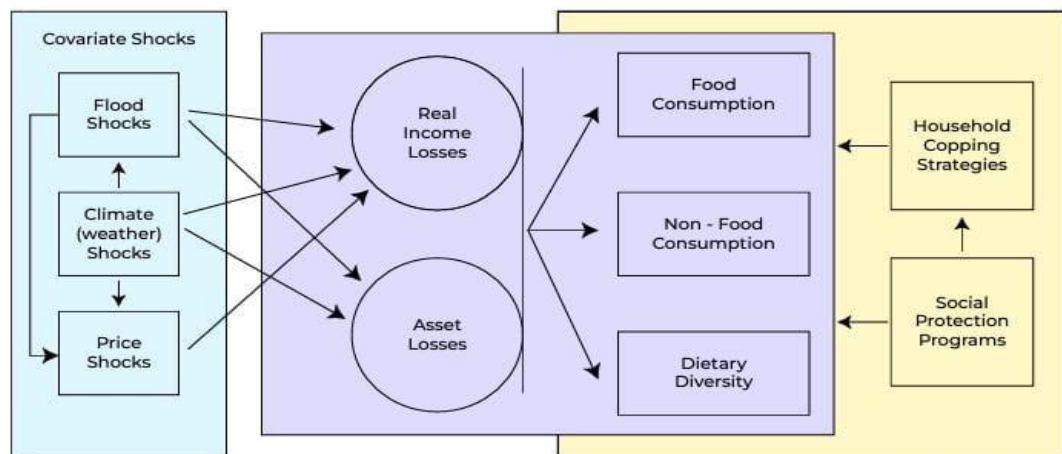 Covariate Shocks
Flood
Shocks
Climate
(weather)
Shocks
Price
Shocks
Real
Income
Losses
Asset
Losses
Food
Consumption
Non - Food
Consumption
Dietary
Diversity
Household
Copping
Strategies
Social
Protection
Programs